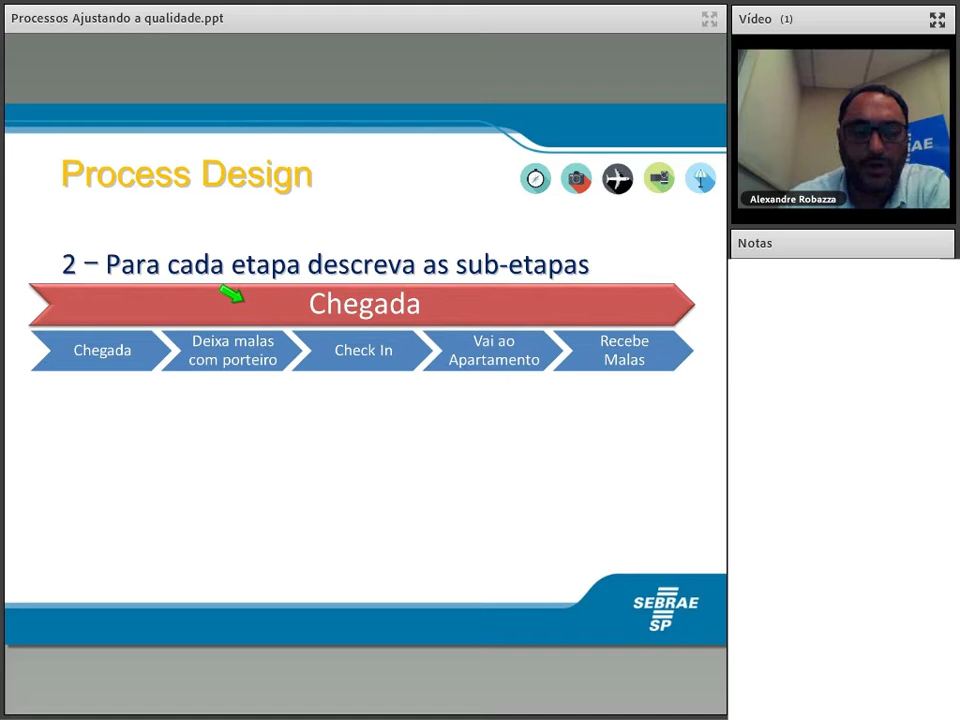 Processos Ajustando a qualidade.ppt
Vídeo (1)
AE
Alexandre Robazza
Notas
Process Design
2 – Para cada etapa descreva as sub-etapas
Chegada
Chegada
Deixa malas
com porteiro
Check In
Vai ao
Apartamento
Recebe
Malas
SEBRAE
SP